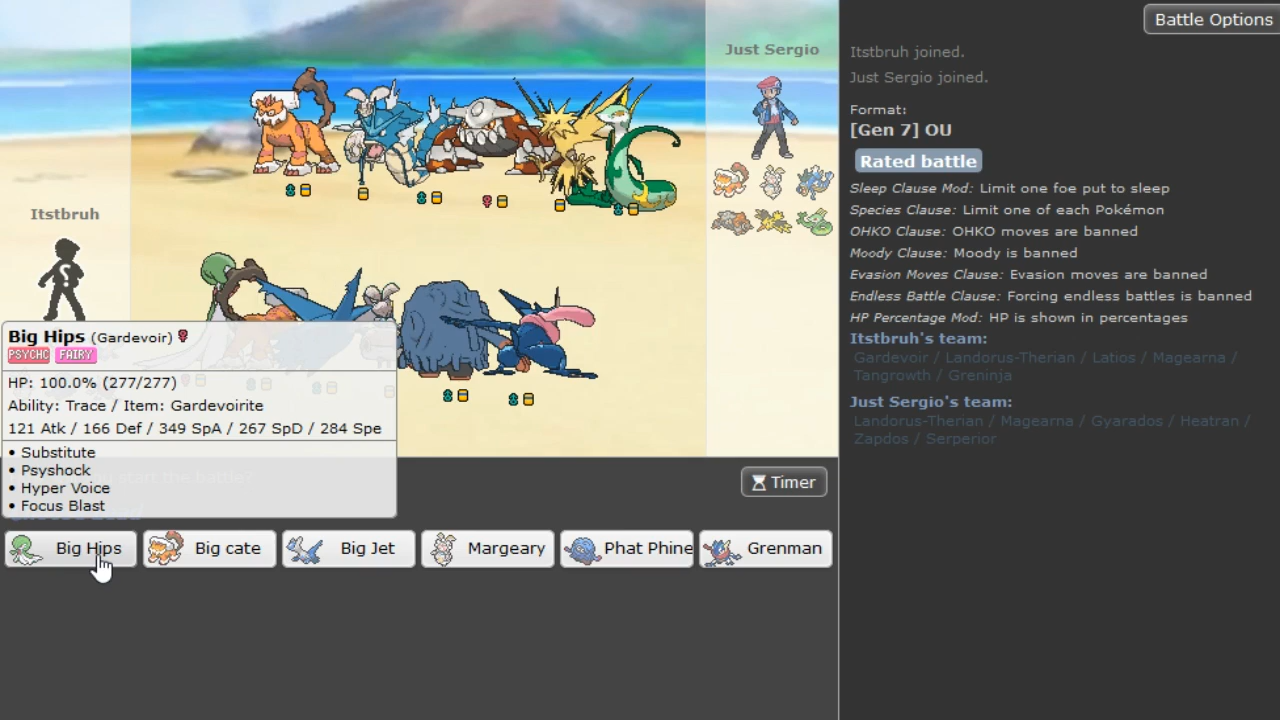 Battle Options
Just Sergio
Itstbruh joined.
Just Sergio joined.
Format:
[Gen 7] OU
Rated battle
Sleep Clause Mod: Limit one foe put to sleep
Species Clause: Limit one of each Pokémon
OHKO Clause: OHKO moves are banned
Moody Clause: Moody is banned
Evasion Moves Clause: Evasion moves are banned
Endless Battle Clause: Forcing endless battles is banned
HP Percentage Mod: HP is shown in percentages
Itstbruh's team:
Gardevoir / Landorus-Therian / Latios / Magearna /
Tangrowth / Greninja
Just Sergio's team:
Landorus-Therian / Magearna / Gyarados / Heatran /
Zapdos / Serperior
Itstbruh
Big Hips (Gardevoir)
PSYCHC FAIRY
HP: 100.0% (277/277)
Ability: Trace / Item: Gardevoirite
121 Atk / 166 Def / 349 SpA / 267 SpD / 284 Spe
• Substitute
• Psyshock
• Hyper Voice
• Focus Blast
Timer
Big Hips
Big cate
Big Jet
Margeary
Phat Phine
Grenman